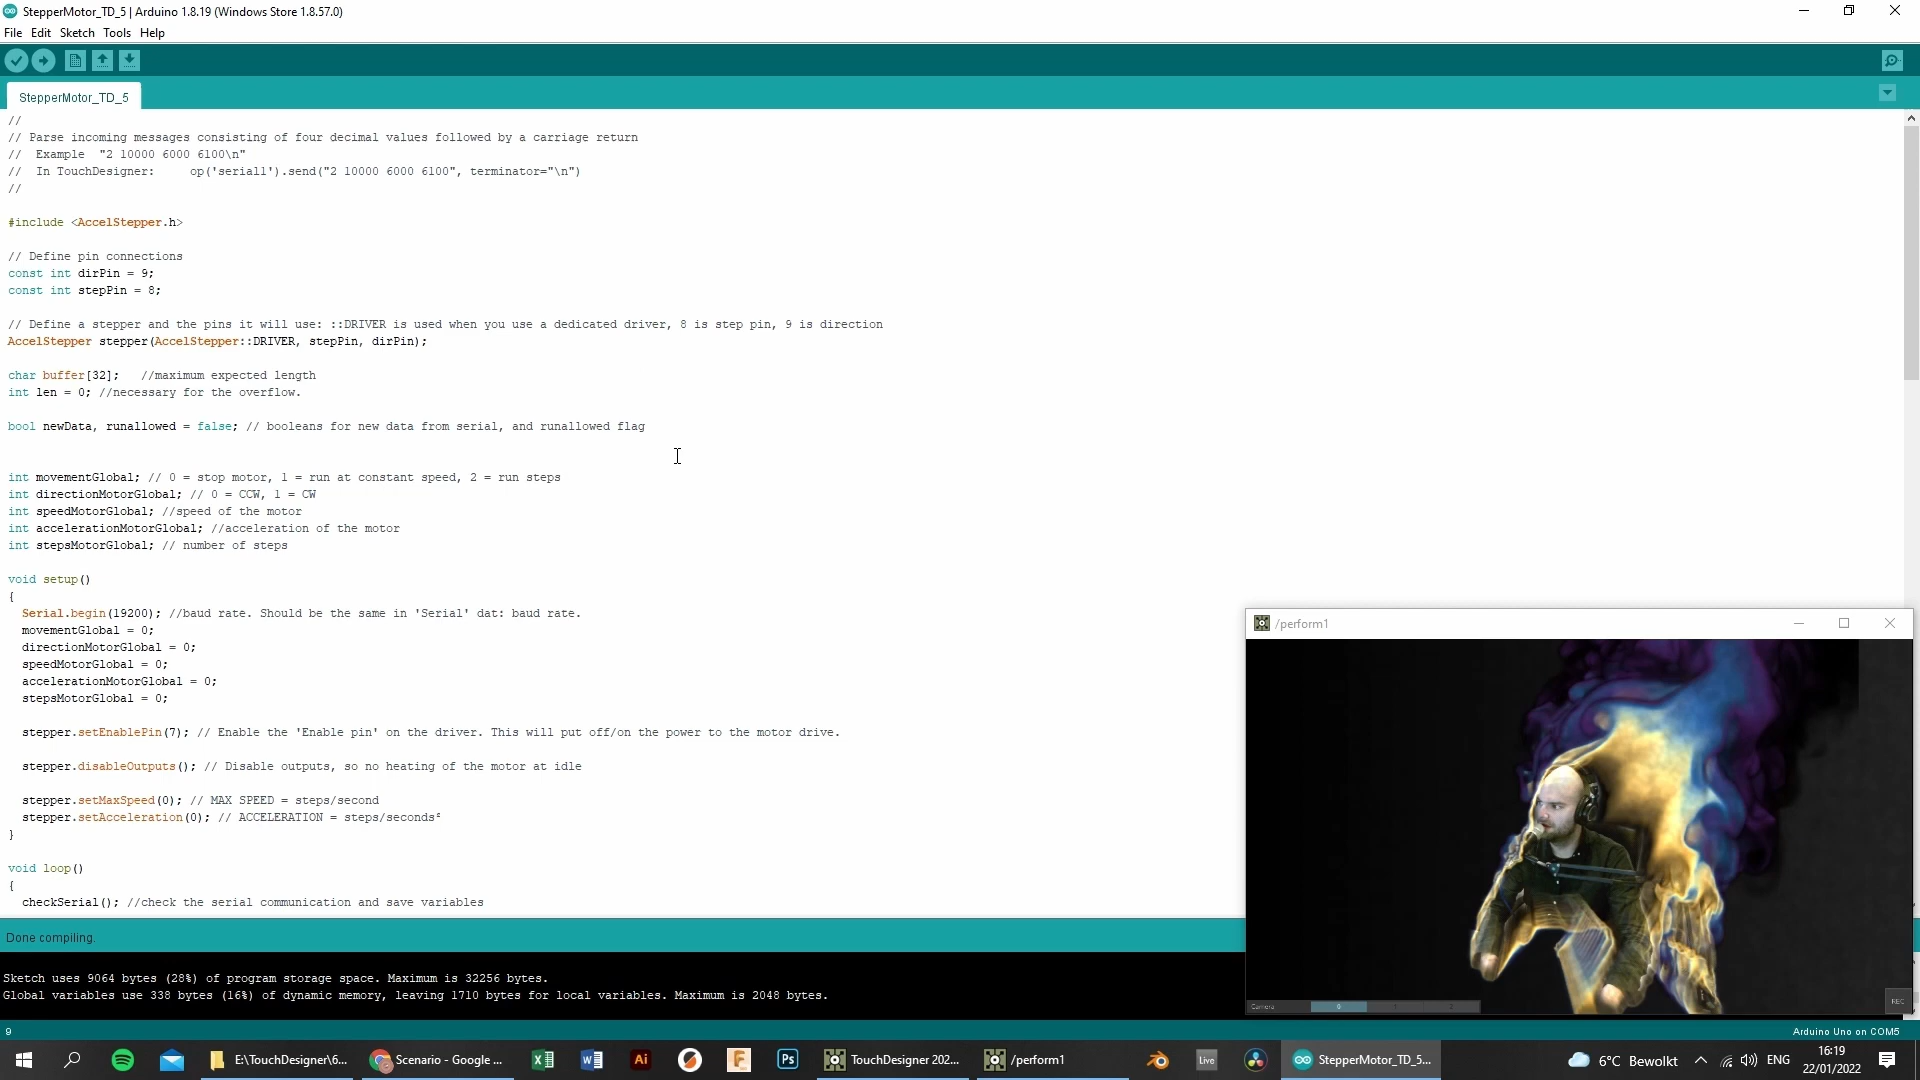 StepperMotor_TD_5 | Arduino 1.8.19 (Windows Store 1.8.57.0)
File Edit Sketch Tools Help
StepperMotor_TD_5
//
// Parse incoming messages consisting of four decimal values followed by a carriage return
// Example "2 10000 6000 6100\n"
// In TouchDesigner: op('serial1').send("2 10000 6000 6100", terminator="\n")
//
#include <AccelStepper.h>
// Define pin connections
const int dirPin = 9;
const int stepPin = 8;
// Define a stepper and the pins it will use: ::DRIVER is used when you use a dedicated driver, 8 is step pin, 9 is direction
AccelStepper stepper(AccelStepper::DRIVER, stepPin, dirPin);
char buffer[32]; //maximum expected length
int len = 0; //necessary for the overflow.
bool newData, runallowed = false; // booleans for new data from serial, and runallowed flag
int movementGlobal; // 0 = stop motor, 1 = run at constant speed, 2 = run steps
int directionMotorGlobal; // 0 = CCW, 1 = CW
int speedMotorGlobal; //speed of the motor
int accelerationMotorGlobal; //acceleration of the motor
int stepsMotorGlobal; // number of steps
void setup()
{
Serial.begin(19200); //baud rate. Should be the same in 'Serial' dat: baud rate.
movementGlobal = 0;
directionMotorGlobal = 0;
speedMotorGlobal = 0;
accelerationMotorGlobal = 0;
stepsMotorGlobal = 0;
stepper.setEnablePin(7); // Enable the 'Enable pin' on the driver. This will put off/on the power to the motor drive.
stepper.disableOutputs(); // Disable outputs, so no heating of the motor at idle
stepper.setMaxSpeed(0); // MAX SPEED = steps/second
stepper.setAcceleration(0); // ACCELERATION = steps/seconds²
}
void loop()
{
checkSerial(); //check the serial communication and save variables
/perform1
Camera 0 1 2
REC
Done compiling.
Sketch uses 9064 bytes (28%) of program storage space. Maximum is 32256 bytes.
Global variables use 338 bytes (16%) of dynamic memory, leaving 1710 bytes for local variables. Maximum is 2048 bytes.
9
Arduino Uno on COM5
E:\TouchDesigner\6...
Scenario - Google ...
Ai
Ps
TouchDesigner 202...
/perform1
Live
StepperMotor_TD_5...
6°C Bewolkt
ENG
16:19
22/01/2022